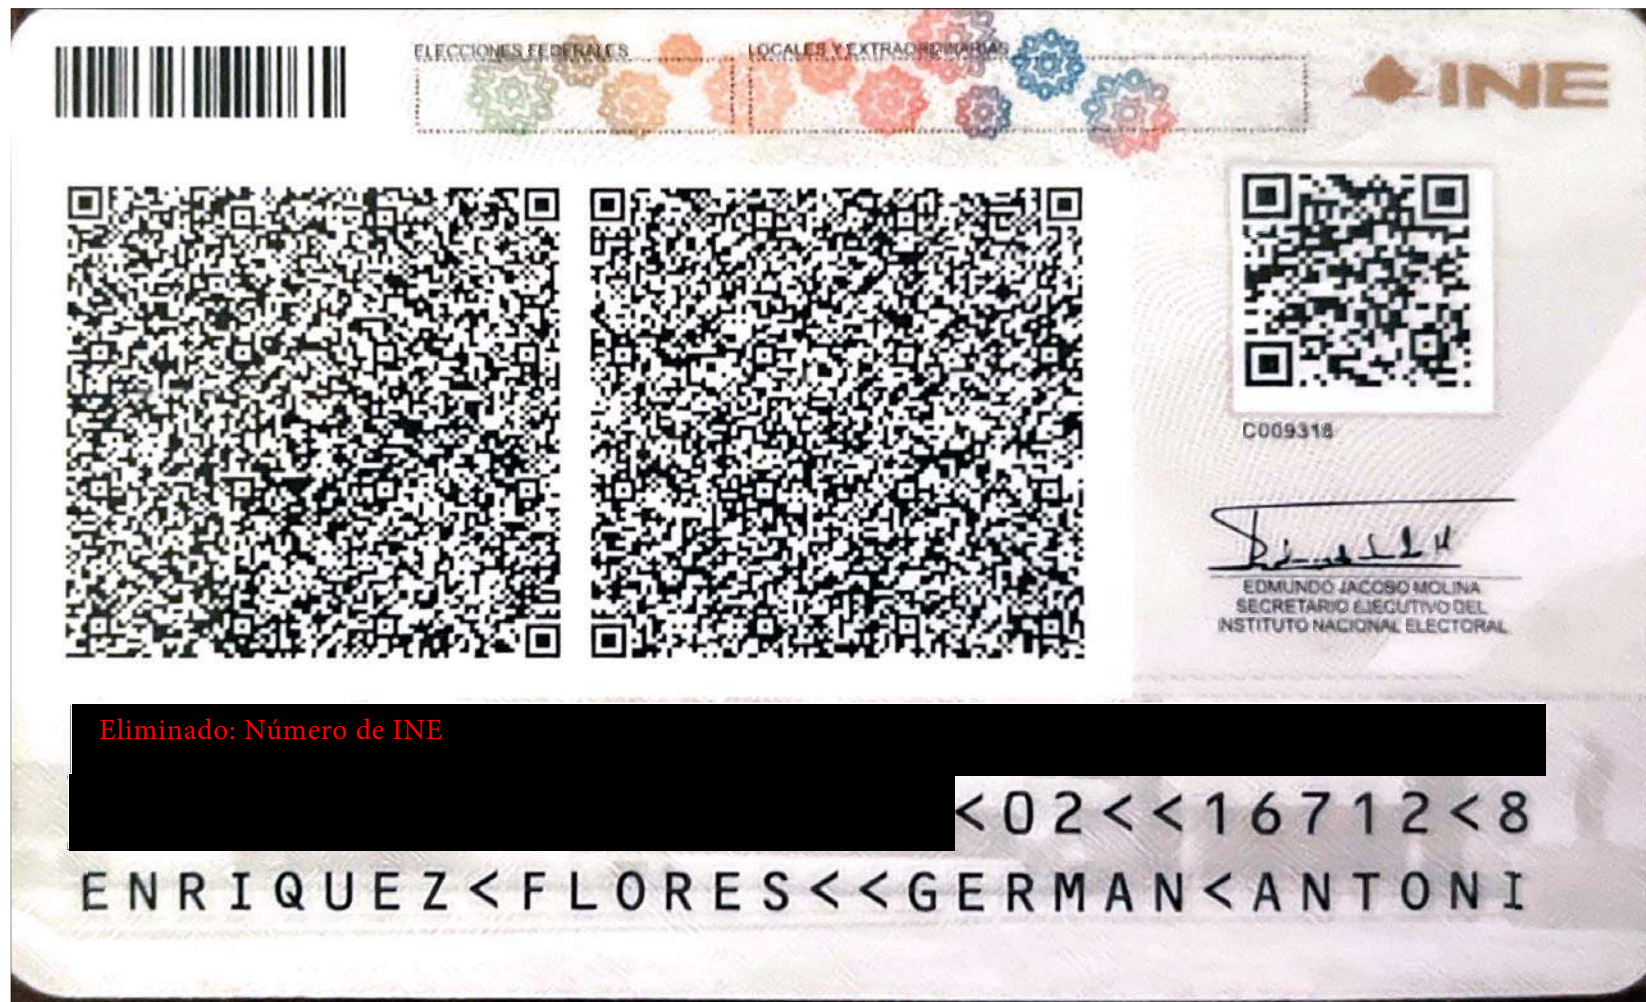 ELECCIONES FEDERALES LOCALES Y EXTRAORDINARIAS
INE
C009318
EDMUNDO JACOBO MOLINA
SECRETARIO EJECUTIVO DEL
INSTITUTO NACIONAL ELECTORAL
Eliminado: Número de INE
<02<<16712<8
ENRIQUEZ<FLORES<<GERMAN<ANTONI